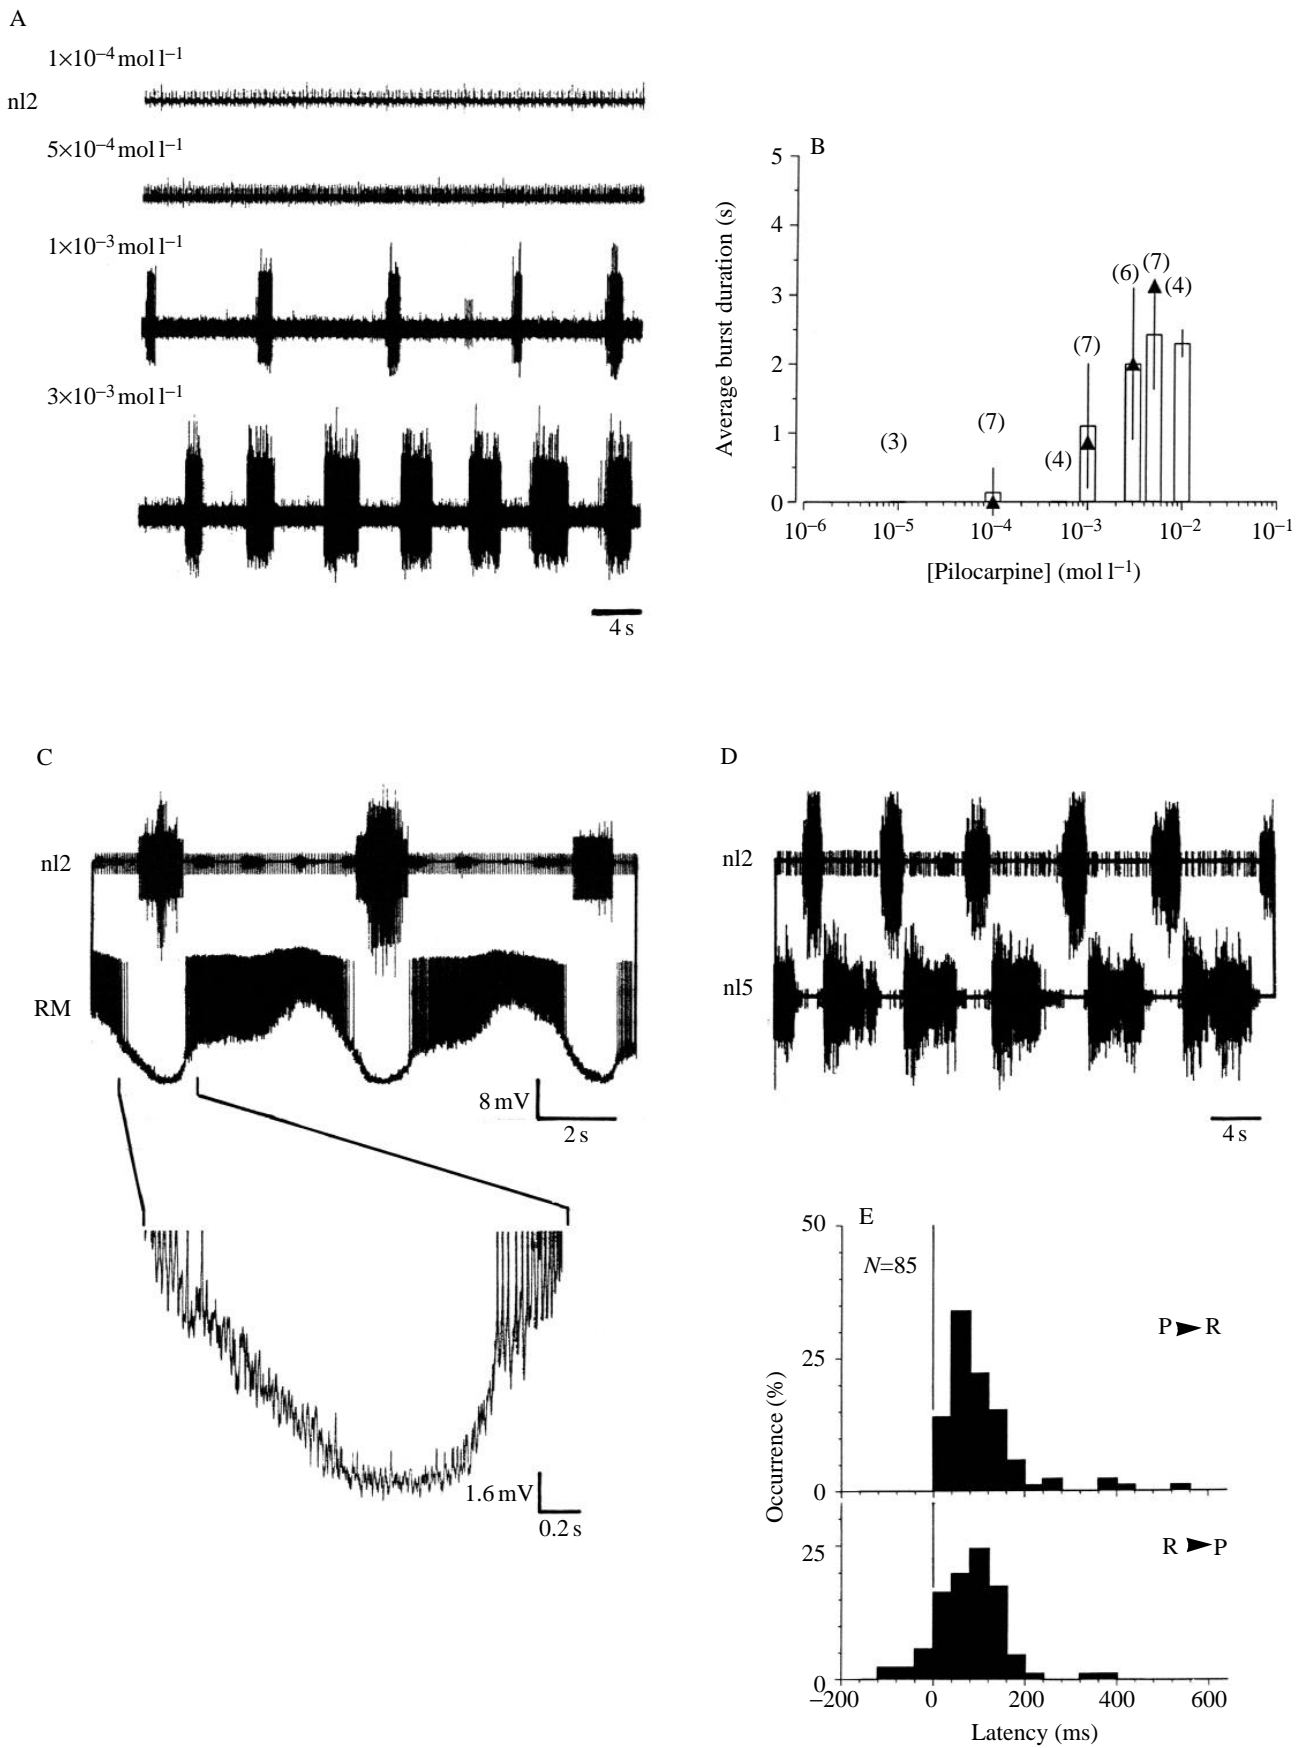 A
1×10⁻⁴ mol l⁻¹
nl2
5×10⁻⁴ mol l⁻¹
1×10⁻³ mol l⁻¹
3×10⁻³ mol l⁻¹
4 s
B
5
4
3
2
1
0
Average burst duration (s)
(3)
(7)
(4)
(7)
(6)
(7)
(4)
10⁻⁶
10⁻⁵
10⁻⁴
10⁻³
10⁻²
10⁻¹
[Pilocarpine] (mol l⁻¹)
C
nl2
RM
8 mV
2 s
1.6 mV
0.2 s
D
nl2
nl5
4 s
E
50
N=85
P ➤ R
25
0
Occurrence (%)
R ➤ P
25
0
−200
0
200
400
600
Latency (ms)